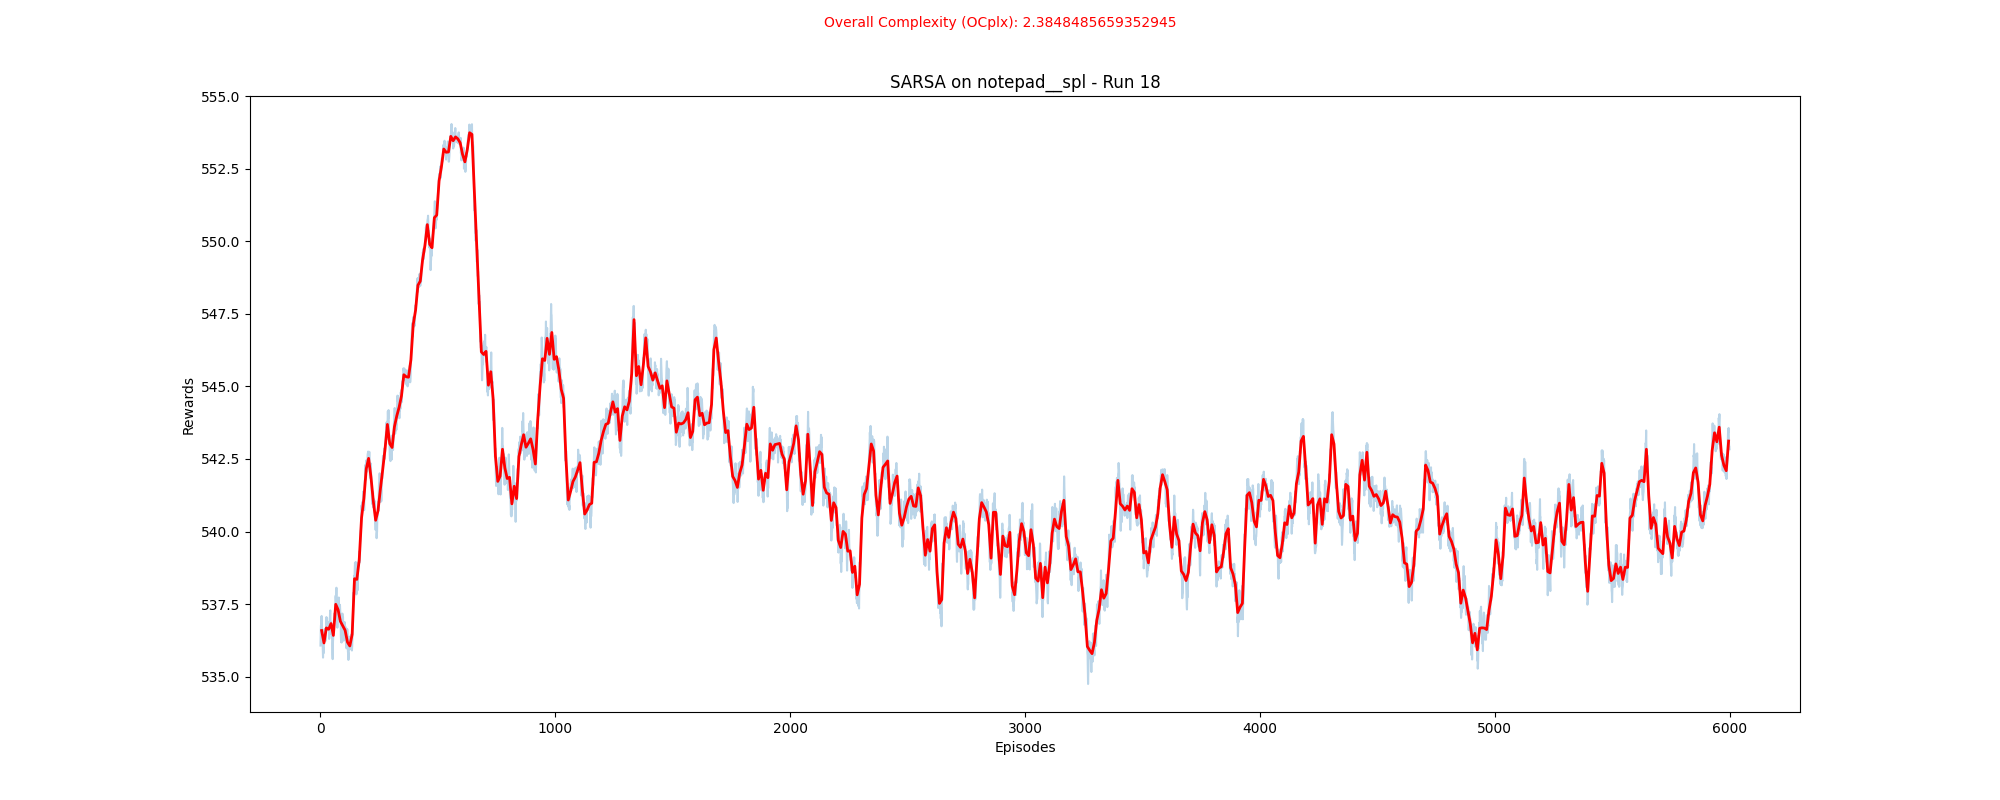 Overall Complexity (OCplx): 2.3848485659352945
SARSA on notepad__spl - Run 18
555.0
552.5
550.0
547.5
545.0
542.5
540.0
537.5
535.0
Rewards
0 1000 2000 3000 4000 5000 6000
Episodes